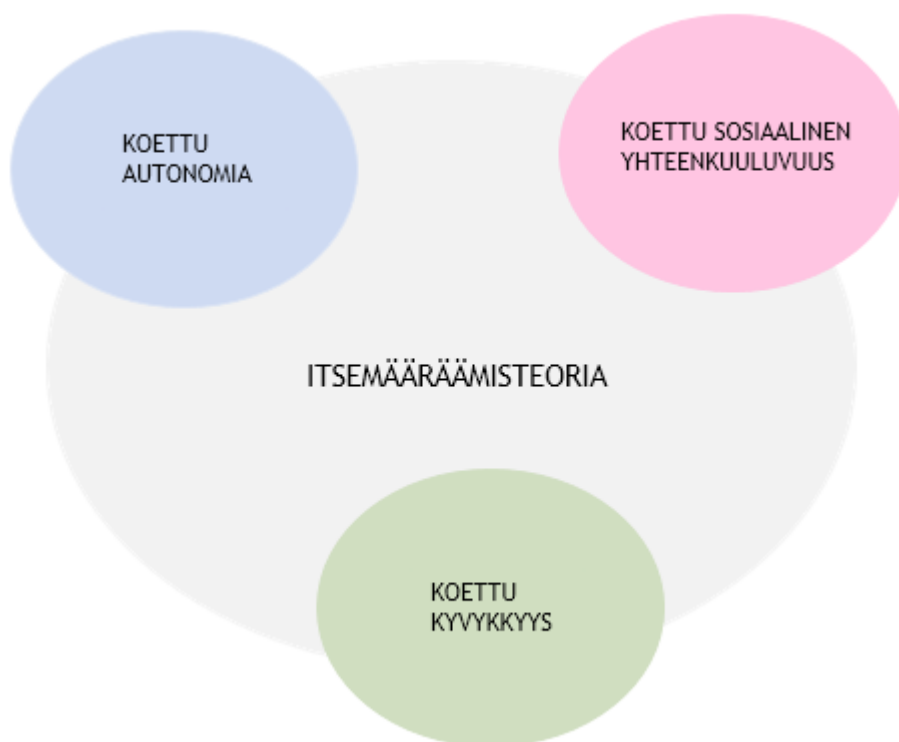 KOETTU
AUTONOMIA
KOETTU SOSIAALINEN
YHTEENKUULUVUUS
ITSEMÄÄRÄÄMISTEORIA
KOETTU
KYVYKKYYS